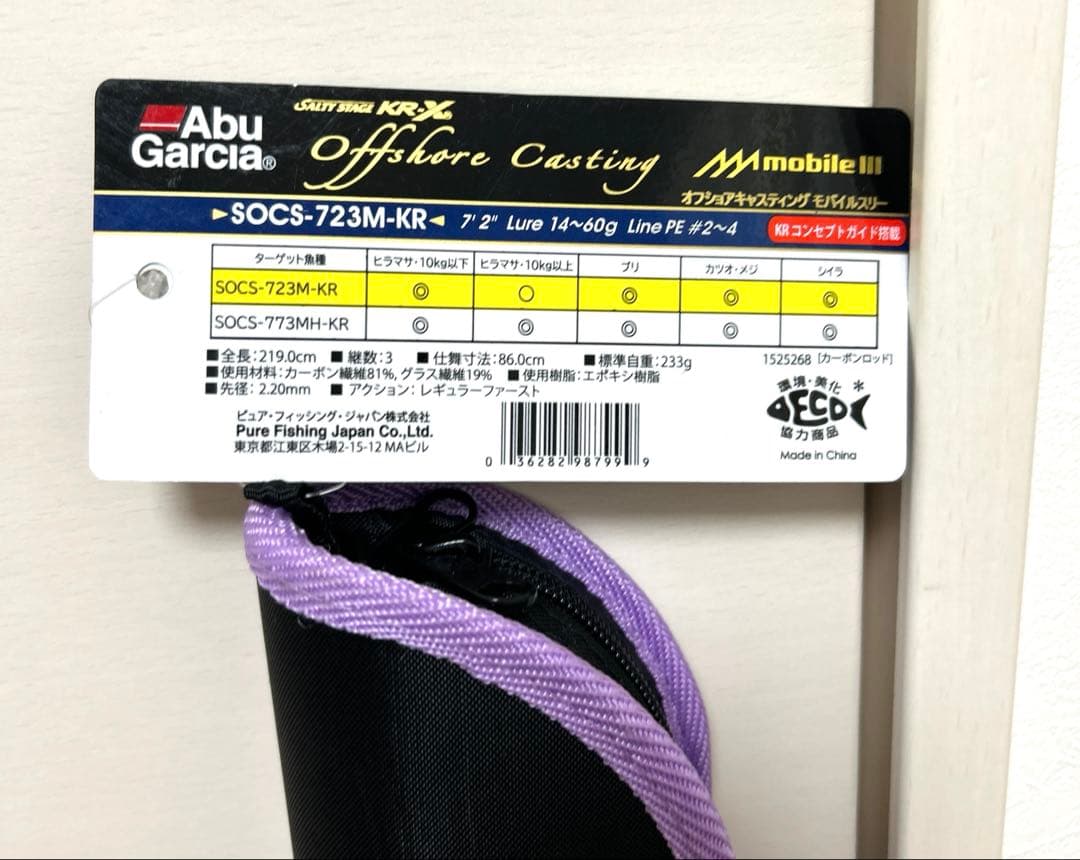 Abu
Garcia®
SALTY STAGE KR-X®
Offshore Casting
mobile III
オフショアキャスティング モバイルスリー
SOCS-723M-KR
7' 2" Lure 14~60g Line PE #2~4
KRコンセプトガイド搭載
ターゲット魚種 ヒラマサ・10kg以下 ヒラマサ・10kg以上 ブリ カツオ・メジ シイラ
SOCS-723M-KR ◎ ○ ◎ ◎ ◎
SOCS-773MH-KR ◎ ◎ ◎ ◎ ◎
■全長:219.0cm ■継数:3 ■仕舞寸法:86.0cm ■標準自重:233g
■使用材料:カーボン繊維81%, グラス繊維19% ■使用樹脂:エポキシ樹脂
■先径:2.20mm ■アクション:レギュラーファースト
1525268 [カーボンロッド]
ピュア・フィッシング・ジャパン株式会社
Pure Fishing Japan Co.,Ltd.
東京都江東区木場2-15-12 MAビル
0 36282 98799 9
環境・美化
DECO
協力商品
Made in China